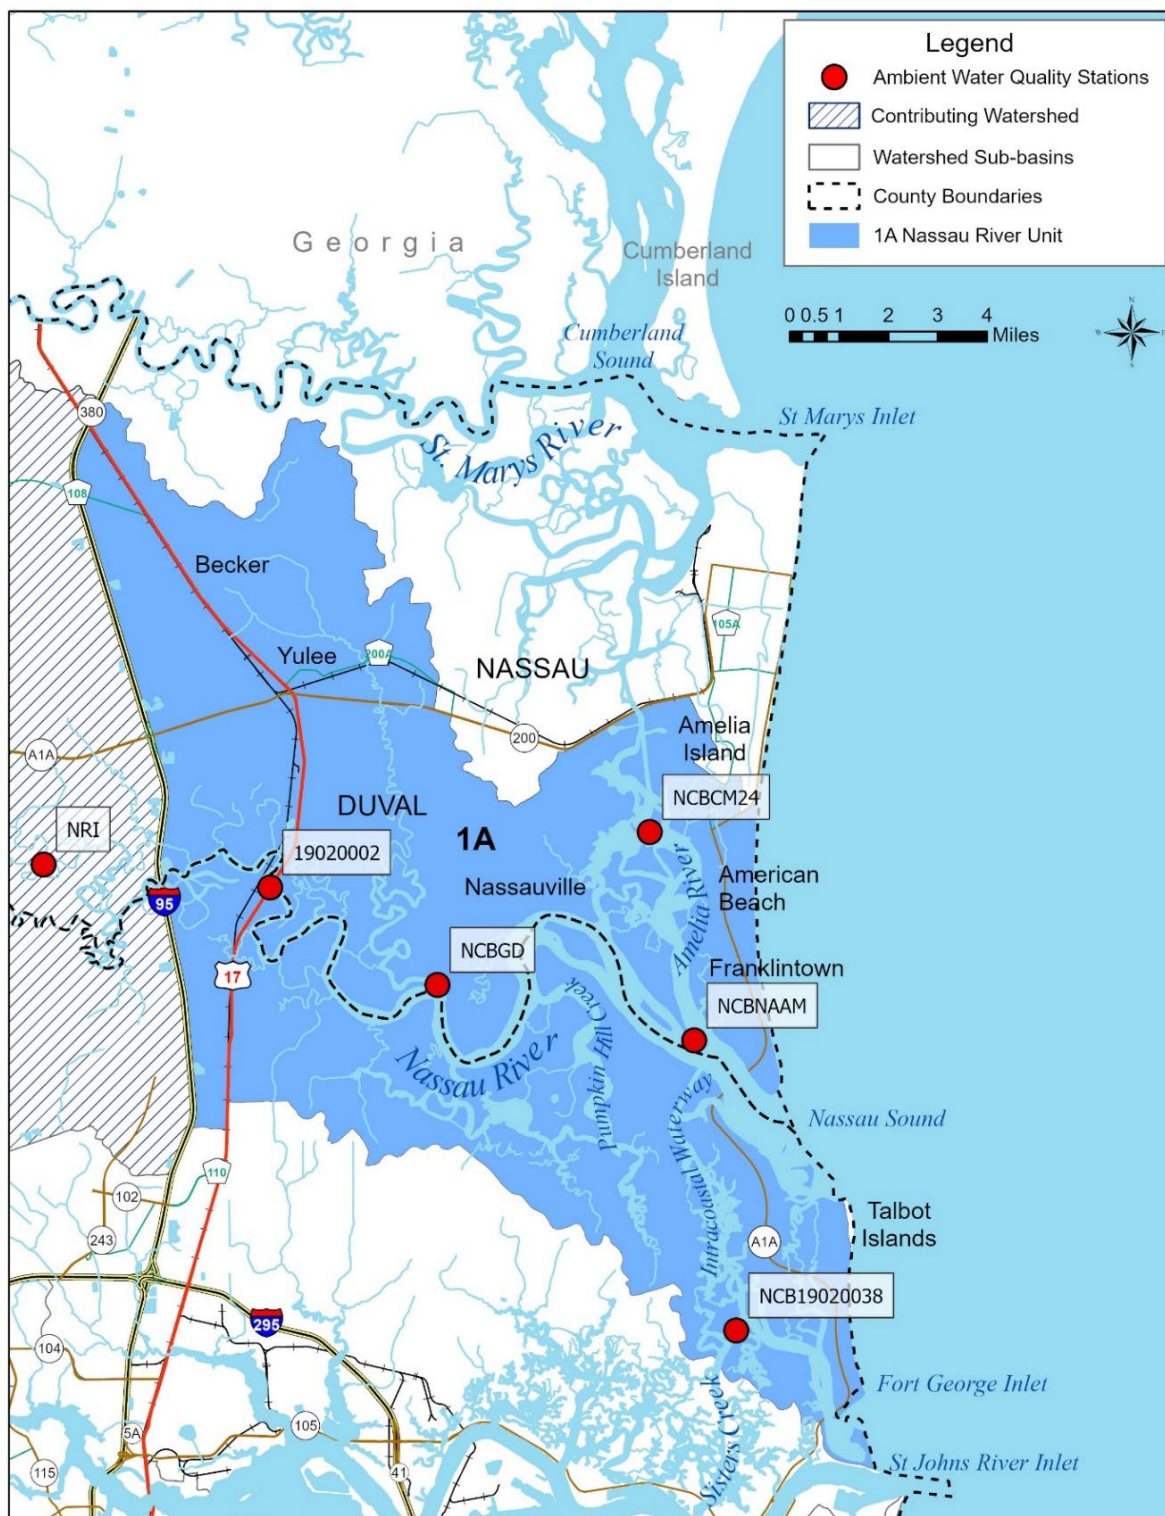 Legend
Ambient Water Quality Stations
Contributing Watershed
Watershed Sub-basins
County Boundaries
1A Nassau River Unit
Georgia
Cumberland
Island
0 0.5 1 2 3 4
Miles
N
W
E
S
Cumberland
Sound
St Marys Inlet
380
St. Marys River
108
Becker
105A
Yulee
200A
NASSAU
200
Amelia
Island
A1A
NCBCM24
DUVAL
NRI
1A
19020002
Nassauville
American
Beach
95
Amelia River
NCBGD
Franklintown
17
NCBNAAM
Pumpkin Hill Creek
Nassau River
Intracoastal Waterway
Nassau Sound
110
102
243
Talbot
Islands
A1A
NCB19020038
295
104
Sisters Creek
Fort George Inlet
5A
105
115
41
St Johns River Inlet